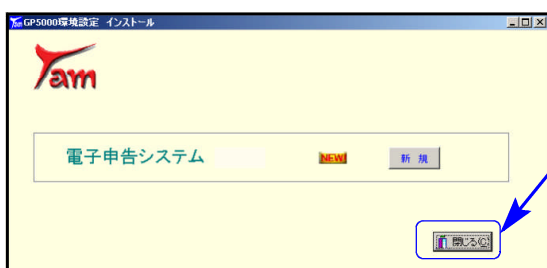 GP5000環境設定 インストール
Tam
電子申告システム
NEW!
新 規
閉じる(C)